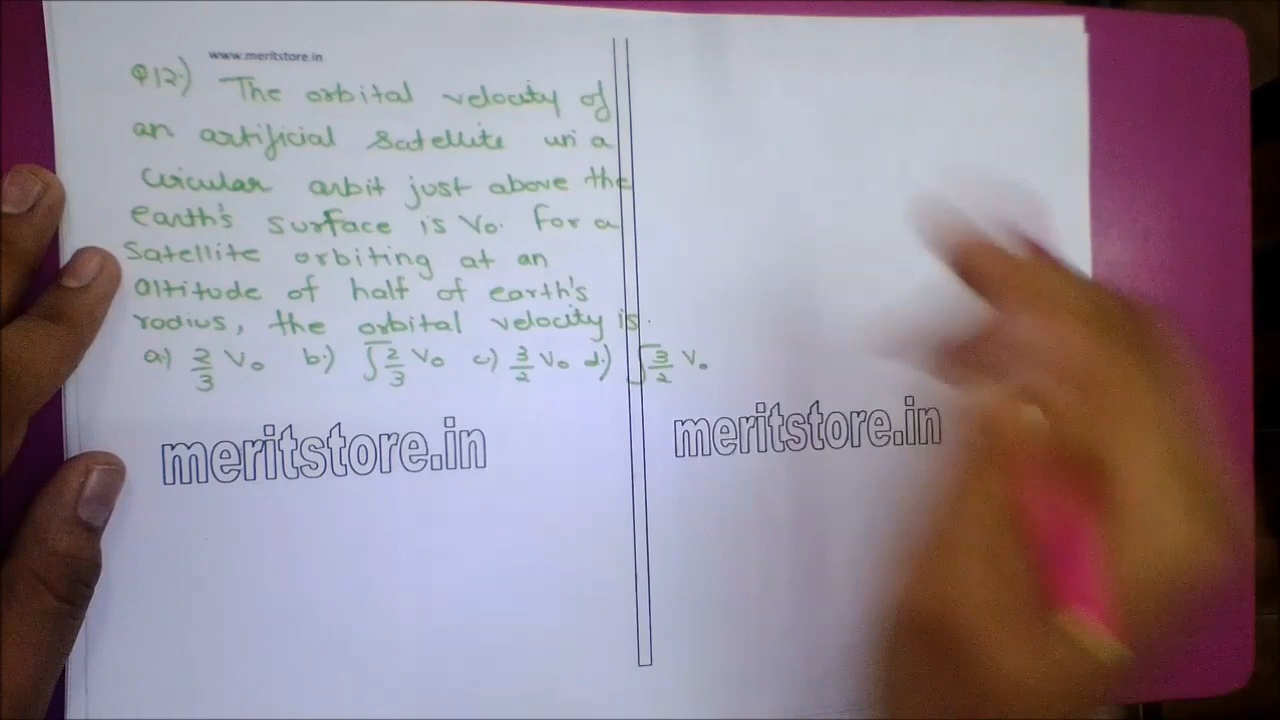 www.meritstore.in
Q12.) The orbital velocity of
an artificial satellite in a
circular orbit just above the
earth's surface is V₀. For a
satellite orbiting at an
altitude of half of earth's
radius, the orbital velocity is.
a.) 2/3 V₀ b.) √2/3 V₀ c.) 3/2 V₀ d.) √3/2 V₀
meritstore.in
meritstore.in